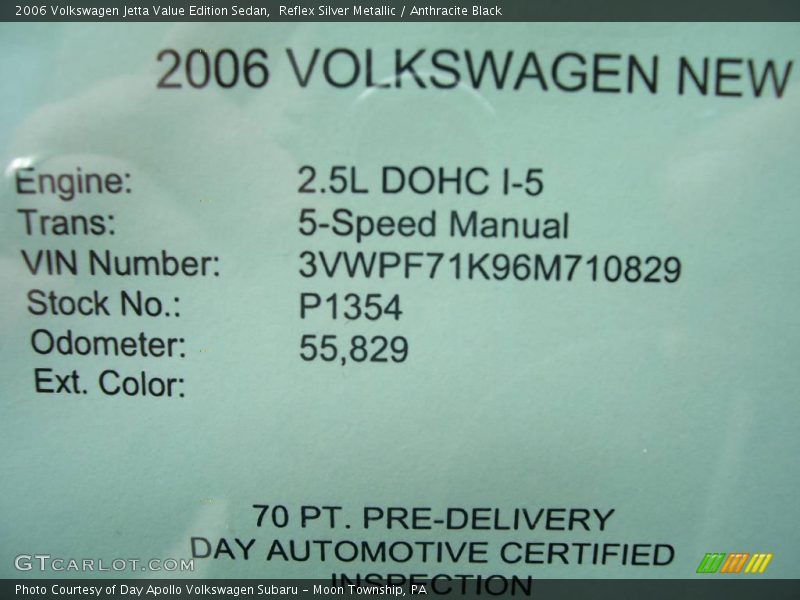 2006 Volkswagen Jetta Value Edition Sedan,  Reflex Silver Metallic / Anthracite Black
2006 VOLKSWAGEN NEW
Engine: 2.5L DOHC I-5
Trans: 5-Speed Manual
VIN Number: 3VWPF71K96M710829
Stock No.: P1354
Odometer: 55,829
Ext. Color:
70 PT. PRE-DELIVERY
DAY AUTOMOTIVE CERTIFIED
INSPECTION
GTCARLOT.COM
Photo Courtesy of Day Apollo Volkswagen Subaru – Moon Township, PA